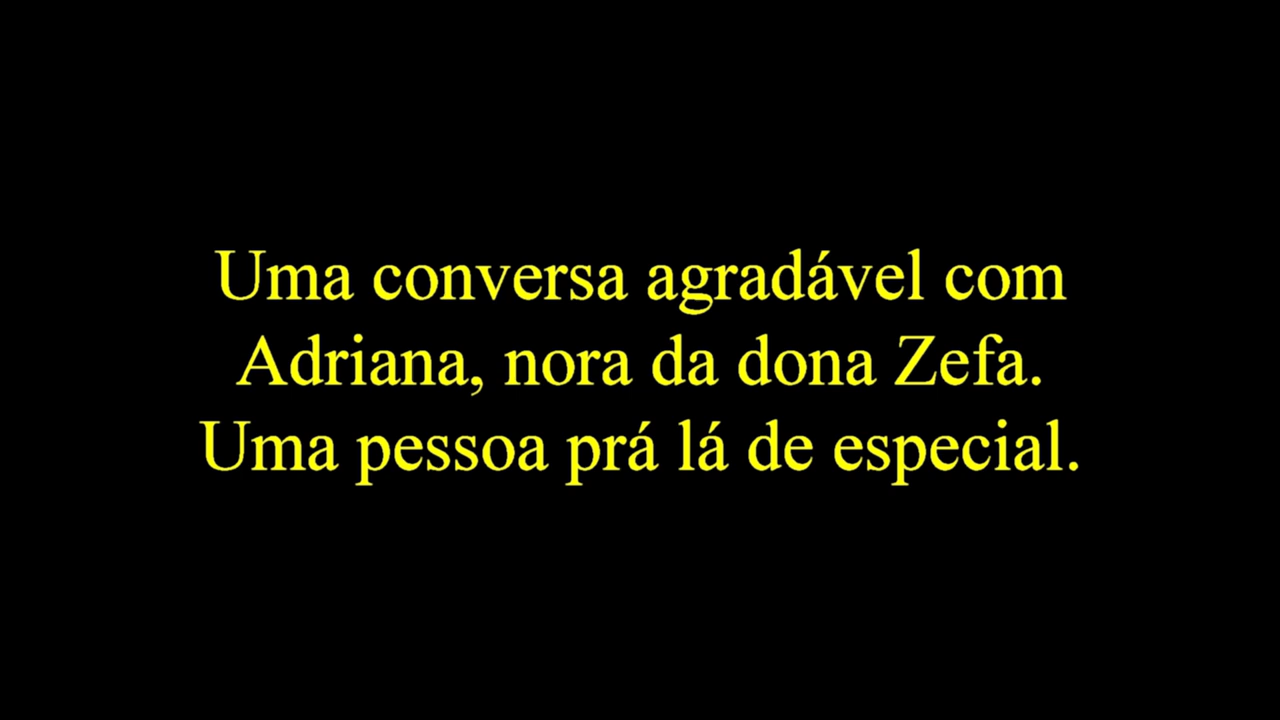 Uma conversa agradável com
Adriana, nora da dona Zefa.
Uma pessoa prá lá de especial.